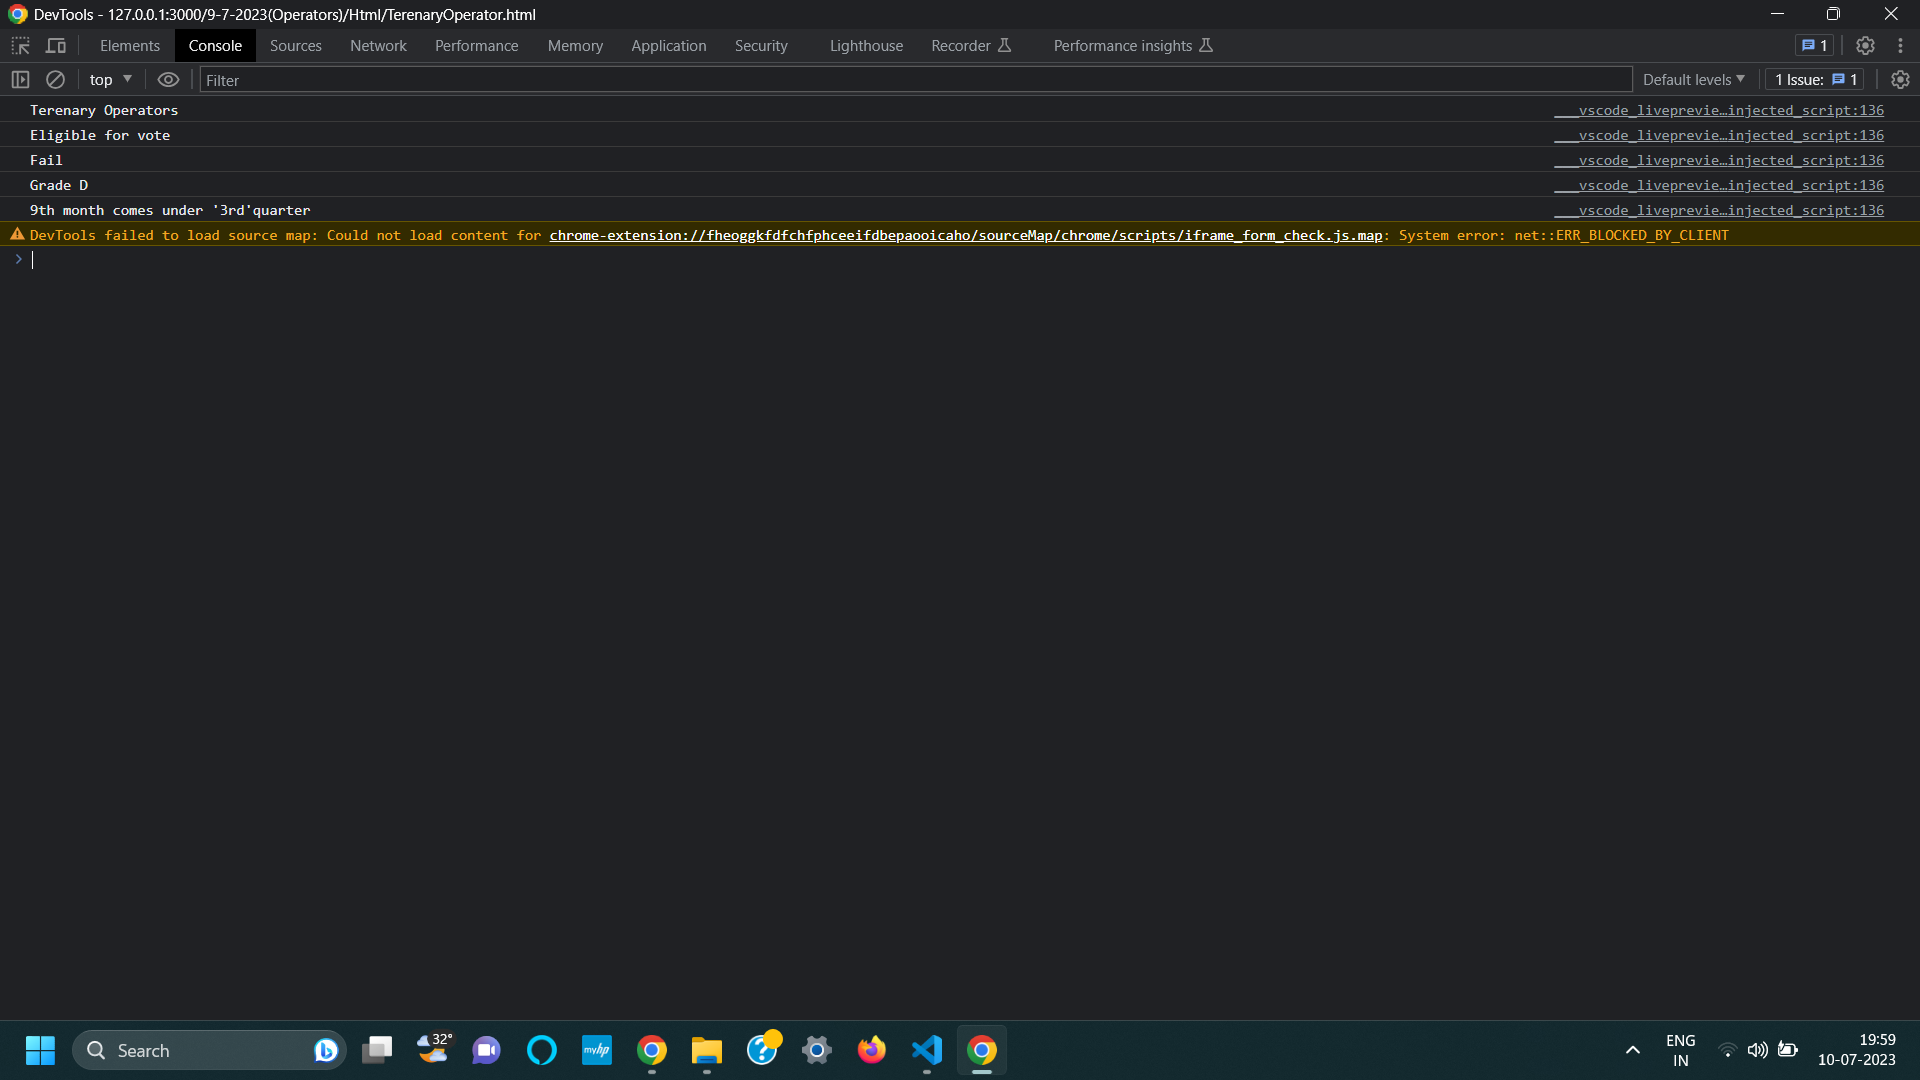 DevTools - 127.0.0.1:3000/9-7-2023(Operators)/Html/TerenaryOperator.html
Elements Console Sources Network Performance Memory Application Security Lighthouse Recorder Performance insights 1
top Filter Default levels 1 Issue: 1
Terenary Operators ___vscode_liveprevie…injected_script:136
Eligible for vote ___vscode_liveprevie…injected_script:136
Fail ___vscode_liveprevie…injected_script:136
Grade D ___vscode_liveprevie…injected_script:136
9th month comes under '3rd'quarter ___vscode_liveprevie…injected_script:136
DevTools failed to load source map: Could not load content for chrome-extension://fheoggkfdfchfphceeifdbepaooicaho/sourceMap/chrome/scripts/iframe_form_check.js.map: System error: net::ERR_BLOCKED_BY_CLIENT
Search
32°
myhp
ENG
IN
19:59
10-07-2023